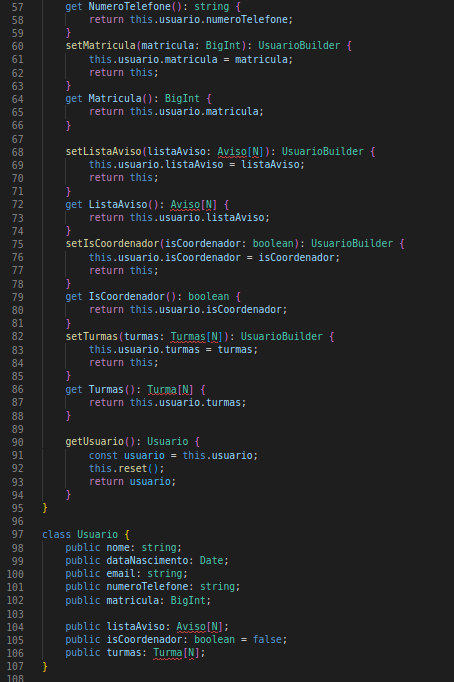 57 get NumeroTelefone(): string {
58 return this.usuario.numeroTelefone;
59 }
60 setMatricula(matricula: BigInt): UsuarioBuilder {
61 this.usuario.matricula = matricula;
62 return this;
63 }
64 get Matricula(): BigInt {
65 return this.usuario.matricula;
66 }
67
68 setListaAviso(listaAviso: Aviso[N]): UsuarioBuilder {
69 this.usuario.listaAviso = listaAviso;
70 return this;
71 }
72 get ListaAviso(): Aviso[N] {
73 return this.usuario.listaAviso;
74 }
75 setIsCoordenador(isCoordenador: boolean): UsuarioBuilder {
76 this.usuario.isCoordenador = isCoordenador;
77 return this;
78 }
79 get IsCoordenador(): boolean {
80 return this.usuario.isCoordenador;
81 }
82 setTurmas(turmas: Turmas[N]): UsuarioBuilder {
83 this.usuario.turmas = turmas;
84 return this;
85 }
86 get Turmas(): Turma[N] {
87 return this.usuario.turmas;
88 }
89
90 getUsuario(): Usuario {
91 const usuario = this.usuario;
92 this.reset();
93 return usuario;
94 }
95 }
96
97 class Usuario {
98 public nome: string;
99 public dataNascimento: Date;
100 public email: string;
101 public numeroTelefone: string;
102 public matricula: BigInt;
103
104 public listaAviso: Aviso[N];
105 public isCoordenador: boolean = false;
106 public turmas: Turma[N];
107 }
108